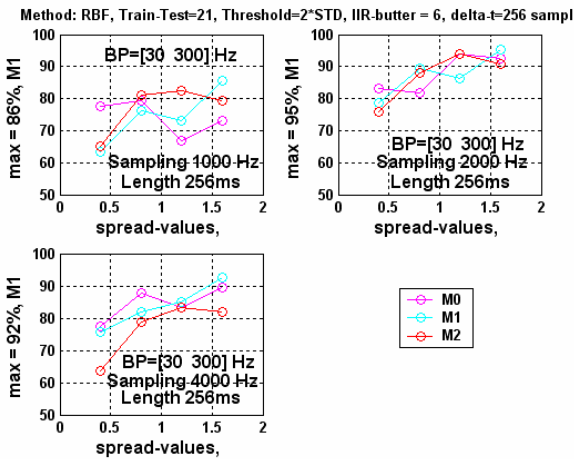 Method: RBF, Train-Test=21, Threshold=2*STD, IIR-butter = 6, delta-t=256 sampl
max = 86%, M1
100
90
80
70
60
50
BP=[30 300] Hz
Sampling 1000 Hz
Length 256ms
0 0.5 1 1.5 2
spread-values,
max = 95%, M1
100
90
80
70
60
50
BP=[30 300] Hz
Sampling 2000 Hz
Length 256ms
0 0.5 1 1.5 2
spread-values,
max = 92%, M1
100
90
80
70
60
50
BP=[30 300] Hz
Sampling 4000 Hz
Length 256ms
0 0.5 1 1.5 2
spread-values,
M0
M1
M2